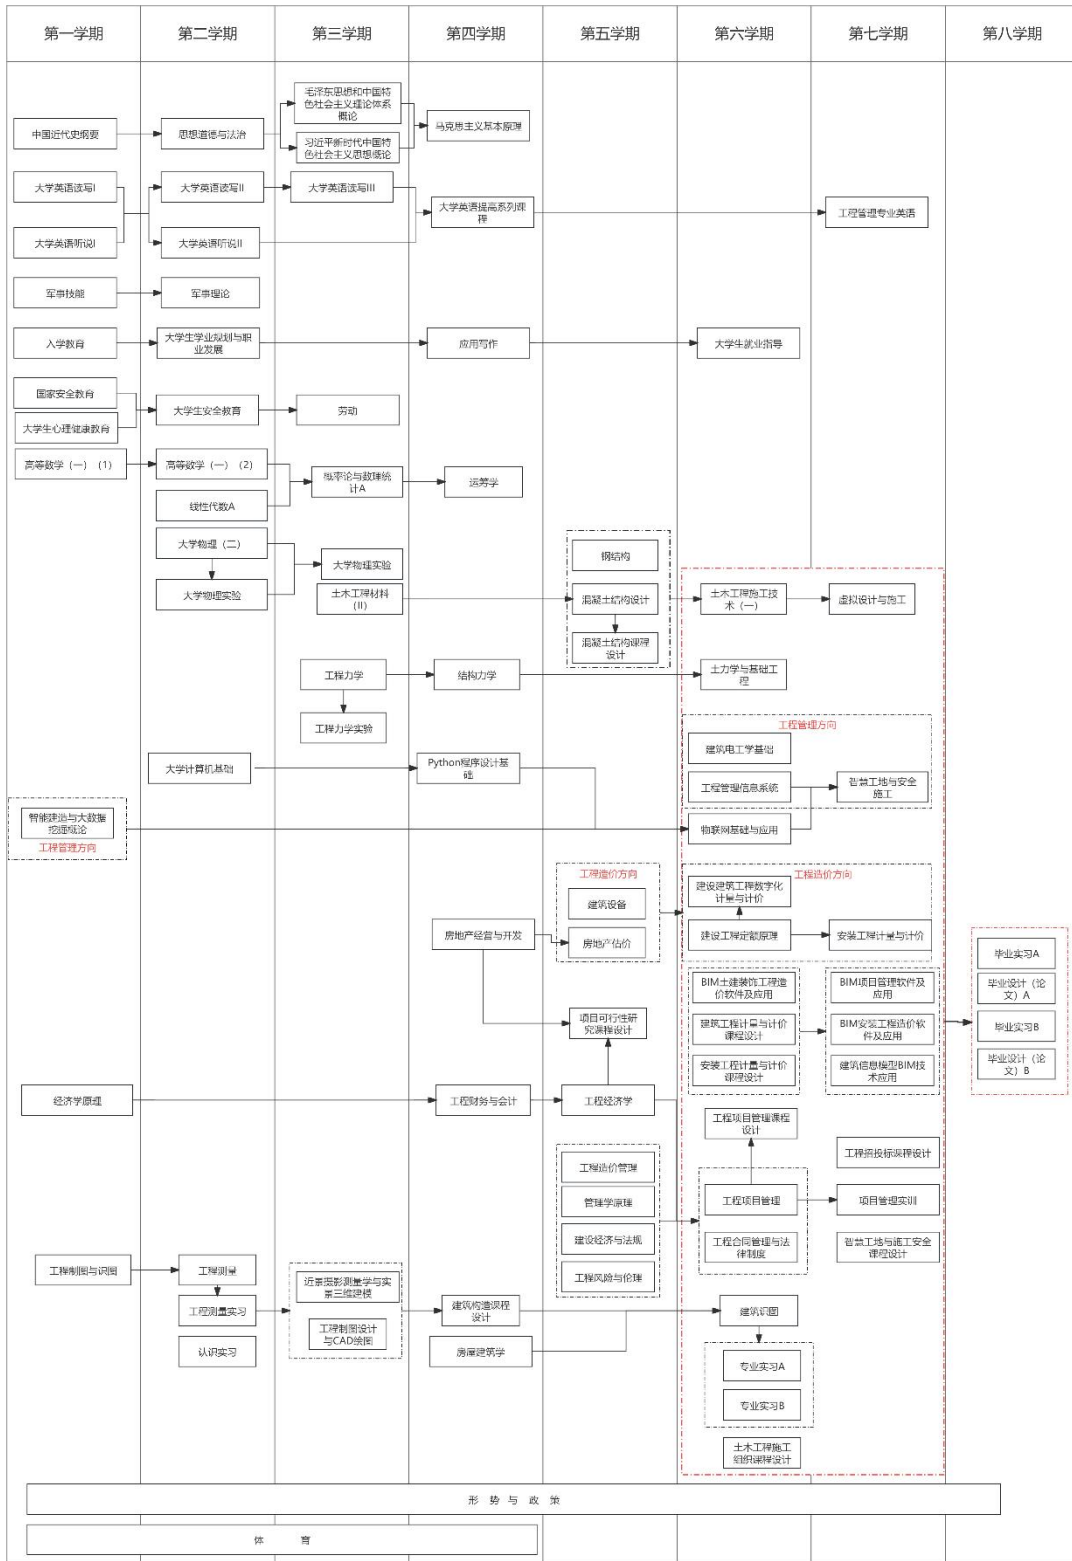 第一学期
第二学期
第三学期
第四学期
第五学期
第六学期
第七学期
第八学期
中国近代史纲要
思想道德与法治
毛泽东思想和中国特
色社会主义理论体系
概论
习近平新时代中国特
色社会主义思想概论
马克思主义基本原理
大学英语读写I
大学英语读写II
大学英语读写III
大学英语听说I
大学英语听说II
大学英语提高系列课
程
工程管理专业英语
军事技能
军事理论
入学教育
大学生学业规划与职
业发展
应用写作
大学生就业指导
国家安全教育
大学生心理健康教育
大学生安全教育
劳动
高等数学（一）（1）
高等数学（一）（2）
线性代数A
概率论与数理统
计A
运筹学
大学物理（二）
大学物理实验
大学物理实验
土木工程材料
（II）
钢结构
混凝土结构设计
混凝土结构课程
设计
土木工程施工技
术（一）
虚拟设计与施工
工程力学
结构力学
土力学与基础工
程
工程力学实验
工程管理方向
建筑电工学基础
大学计算机基础
Python程序设计基
础
工程管理信息系统
智慧工地与安全
施工
智能建造与大数据
挖掘概论
工程管理方向
物联网基础与应用
工程造价方向
建筑设备
房地产估价
工程造价方向
建设建筑工程数字化
计量与计价
房地产经营与开发
建设工程定额原理
安装工程计量与计价
毕业实习A
毕业设计（论
文）A
毕业实习B
毕业设计（论
文）B
BIM土建装饰工程造
价软件及应用
建筑工程计量与计价
课程设计
安装工程计量与计价
课程设计
BIM项目管理软件及
应用
BIM安装工程造价软
件及应用
建筑信息模型BIM技
术应用
项目可行性研
究课程设计
经济学原理
工程财务与会计
工程经济学
工程项目管理课程
设计
工程招投标课程设计
工程造价管理
管理学原理
建设经济与法规
工程风险与伦理
工程项目管理
项目管理实训
工程合同管理与法
律制度
智慧工地与施工安全
课程设计
工程制图与识图
工程测量
工程测量实习
认识实习
近景摄影测量学与实
景三维建模
工程制图设计
与CAD绘图
建筑构造课程
设计
房屋建筑学
建筑识图
专业实习A
专业实习B
土木工程施工
组织课程设计
形 势 与 政 策
体 育